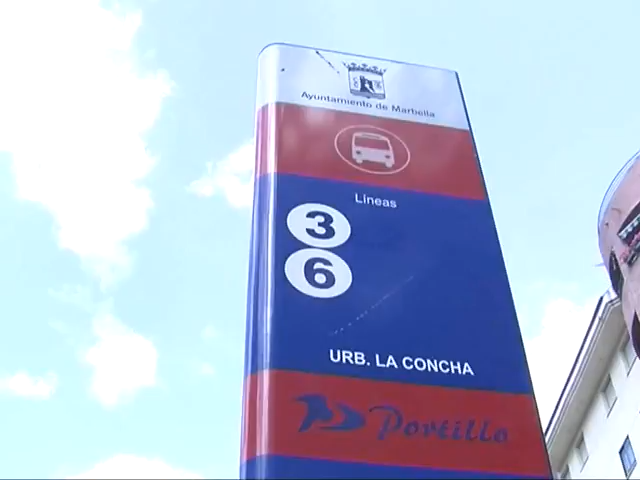 Ayuntamiento de Marbella
Líneas
3
6
URB. LA CONCHA
Portillo